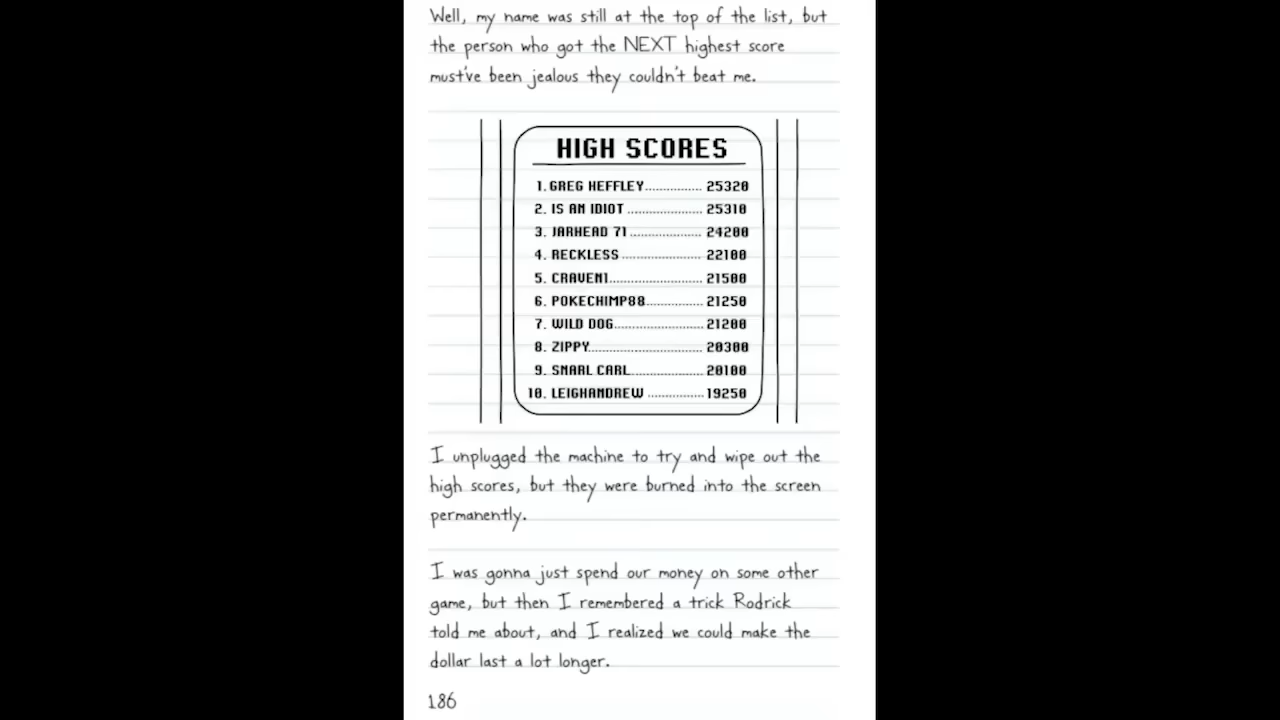 Well, my name was still at the top of the list, but
the person who got the NEXT highest score
must've been jealous they couldn't beat me.
HIGH SCORES
1. GREG HEFFLEY.............. 25320
2. IS AN IDIOT ................... 25310
3. JARHEAD 71 .................. 24200
4. RECKLESS .................... 22100
5. CRAVEN1....................... 21500
6. POKECHIMP88.............. 21250
7. WILD DOG...................... 21200
8. ZIPPY............................ 20300
9. SNARL CARL.................. 20100
10. LEIGHANDREW .............. 19250
I unplugged the machine to try and wipe out the
high scores, but they were burned into the screen
permanently.
I was gonna just spend our money on some other
game, but then I remembered a trick Rodrick
told me about, and I realized we could make the
dollar last a lot longer.
186